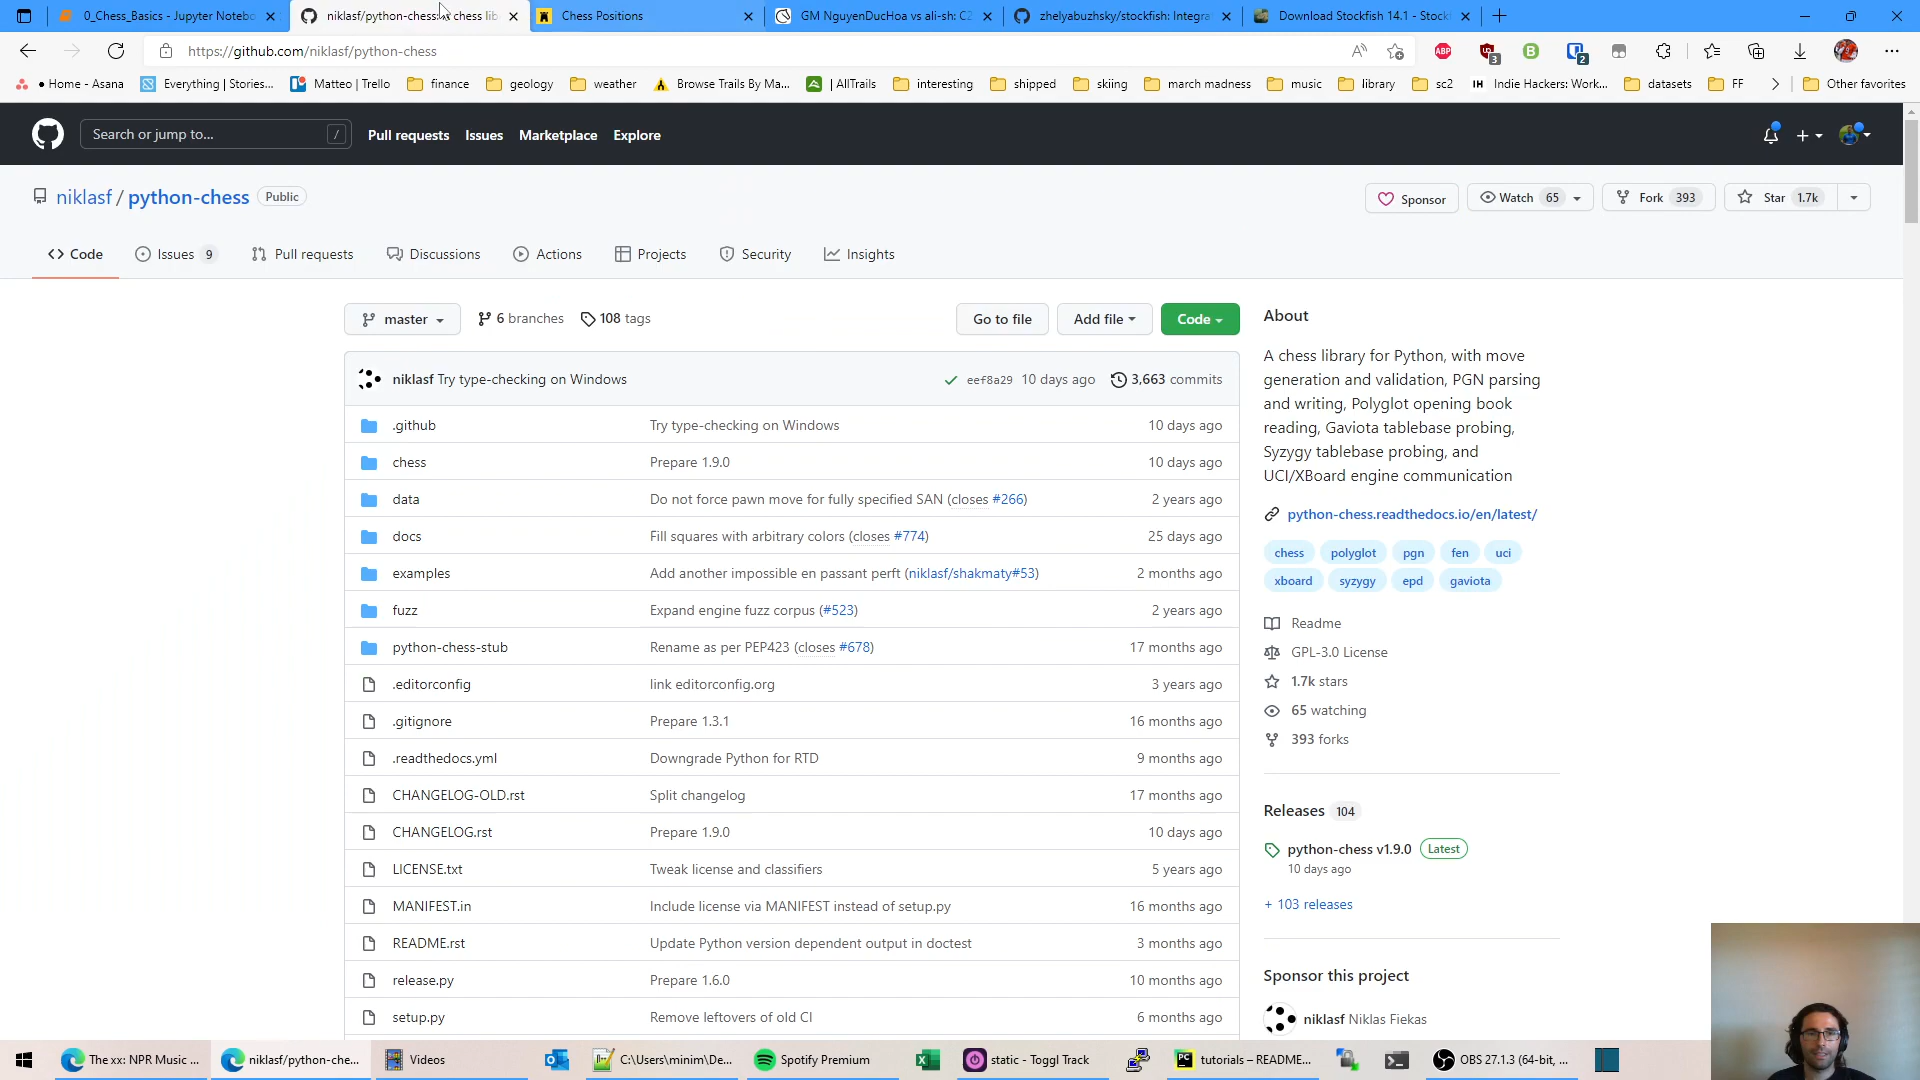 0_Chess_Basics - Jupyter Notebo
niklasf/python-chess: A chess lib
Chess Positions
GM NguyenDucHoa vs ali-sh: C2
zhelyabuzhsky/stockfish: Integra
Download Stockfish 14.1 - Stock
https://github.com/niklasf/python-chess
ABP
3
B
2
• Home - Asana
Everything | Stories...
Matteo | Trello
finance
geology
weather
Browse Trails By Ma...
| AllTrails
interesting
shipped
skiing
march madness
music
library
sc2
IH Indie Hackers: Work...
datasets
FF
Other favorites
Search or jump to...
/
Pull requests
Issues
Marketplace
Explore
niklasf / python-chess
Public
Sponsor
Watch 65
Fork 393
Star 1.7k
Code
Issues 9
Pull requests
Discussions
Actions
Projects
Security
Insights
master
6 branches
108 tags
Go to file
Add file
Code
niklasf Try type-checking on Windows
eef8a29 10 days ago
3,663 commits
.github Try type-checking on Windows 10 days ago
chess Prepare 1.9.0 10 days ago
data Do not force pawn move for fully specified SAN (closes #266) 2 years ago
docs Fill squares with arbitrary colors (closes #774) 25 days ago
examples Add another impossible en passant perft (niklasf/shakmaty#53) 2 months ago
fuzz Expand engine fuzz corpus (#523) 2 years ago
python-chess-stub Rename as per PEP423 (closes #678) 17 months ago
.editorconfig link editorconfig.org 3 years ago
.gitignore Prepare 1.3.1 16 months ago
.readthedocs.yml Downgrade Python for RTD 9 months ago
CHANGELOG-OLD.rst Split changelog 17 months ago
CHANGELOG.rst Prepare 1.9.0 10 days ago
LICENSE.txt Tweak license and classifiers 5 years ago
MANIFEST.in Include license via MANIFEST instead of setup.py 16 months ago
README.rst Update Python version dependent output in doctest 3 months ago
release.py Prepare 1.6.0 10 months ago
setup.py Remove leftovers of old CI 6 months ago
About
A chess library for Python, with move
generation and validation, PGN parsing
and writing, Polyglot opening book
reading, Gaviota tablebase probing,
Syzygy tablebase probing, and
UCI/XBoard engine communication
python-chess.readthedocs.io/en/latest/
chess polyglot pgn fen uci
xboard syzygy epd gaviota
Readme
GPL-3.0 License
1.7k stars
65 watching
393 forks
Releases 104
python-chess v1.9.0 Latest
10 days ago
+ 103 releases
Sponsor this project
niklasf Niklas Fiekas
The xx: NPR Music ...
niklasf/python-che...
Videos
C:\Users\minim\De...
Spotify Premium
static - Toggl Track
PC tutorials – README...
OBS 27.1.3 (64-bit, ...